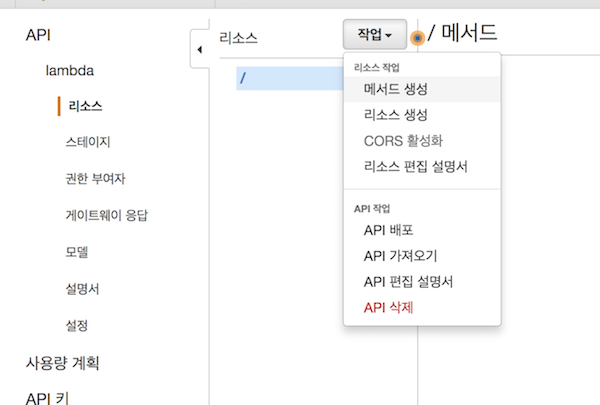 API
lambda
리소스
스테이지
권한 부여자
게이트웨이 응답
모델
설명서
설정
사용량 계획
API 키
리소스
/
작업
/ 메서드
리소스 작업
메서드 생성
리소스 생성
CORS 활성화
리소스 편집 설명서
API 작업
API 배포
API 가져오기
API 편집 설명서
API 삭제